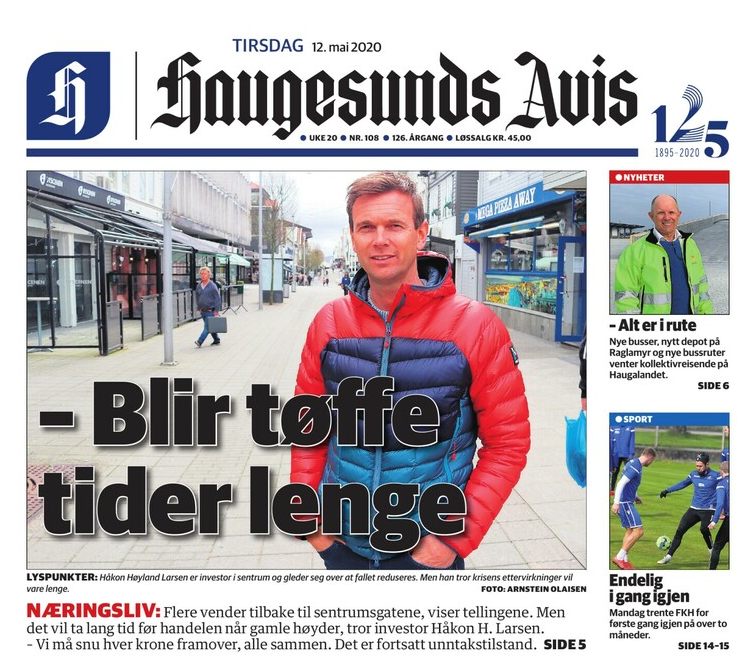 TIRSDAG 12. mai 2020
H
Haugesunds Avis
● UKE 20 ● NR. 108 ● 126. ÅRGANG ● LØSSALG KR. 45,00
125
1895-2020
MEGA PIZZA AWAY
– Blir tøffe
tider lenge
LYSPUNKTER: Håkon Høyland Larsen er investor i sentrum og gleder seg over at fallet reduseres. Men han tror krisens ettervirkninger vil
vare lenge.
FOTO: ARNSTEIN OLAISEN
NÆRINGSLIV: Flere vender tilbake til sentrumsgatene, viser tellingene. Men
det vil ta lang tid før handelen når gamle høyder, tror investor Håkon H. Larsen.
– Vi må snu hver krone framover, alle sammen. Det er fortsatt unntakstilstand. SIDE 5
● NYHETER
– Alt er i rute
Nye busser, nytt depot på
Raglamyr og nye bussruter
venter kollektivreisende på
Haugalandet.
SIDE 6
● SPORT
Endelig
i gang igjen
Mandag trente FKH for
første gang igjen på over to
måneder.
SIDE 14-15